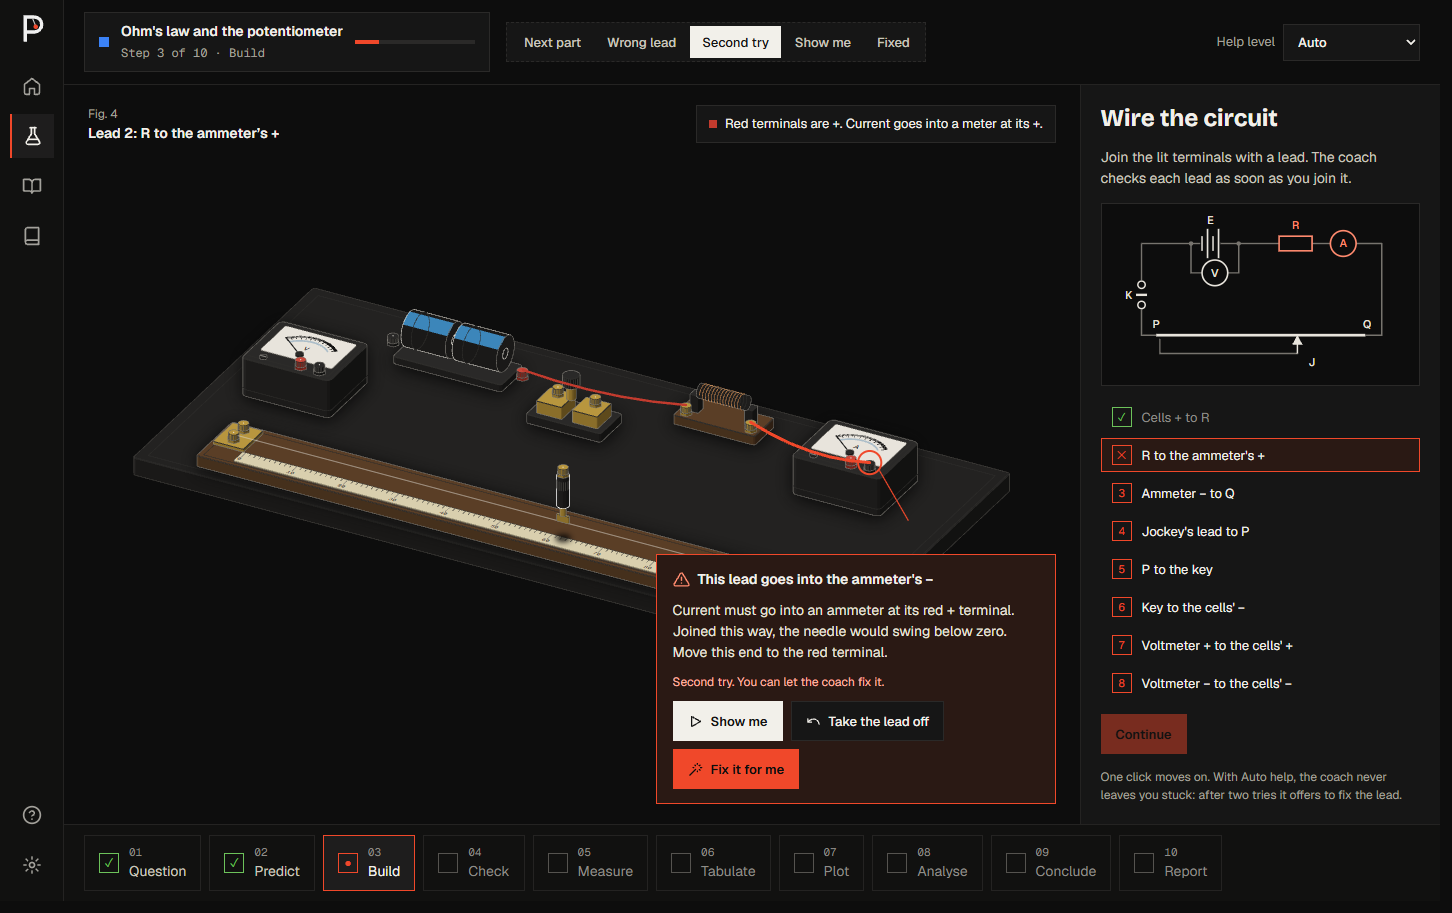 Ohm's law and the potentiometer
Step 3 of 10 · Build
Next part
Wrong lead
Second try
Show me
Fixed
Help level
Auto
Fig. 4
Lead 2: R to the ammeter's +
Red terminals are +. Current goes into a meter at its +.
Wire the circuit
Join the lit terminals with a lead. The coach
checks each lead as soon as you join it.
E
R
A
V
K
P
Q
J
Cells + to R
R to the ammeter's +
3 Ammeter – to Q
4 Jockey's lead to P
5 P to the key
6 Key to the cells' –
7 Voltmeter + to the cells' +
8 Voltmeter – to the cells' –
Continue
One click moves on. With Auto help, the coach never
leaves you stuck: after two tries it offers to fix the lead.
This lead goes into the ammeter's –
Current must go into an ammeter at its red + terminal.
Joined this way, the needle would swing below zero.
Move this end to the red terminal.
Second try. You can let the coach fix it.
Show me
Take the lead off
Fix it for me
01 Question
02 Predict
03 Build
04 Check
05 Measure
06 Tabulate
07 Plot
08 Analyse
09 Conclude
10 Report